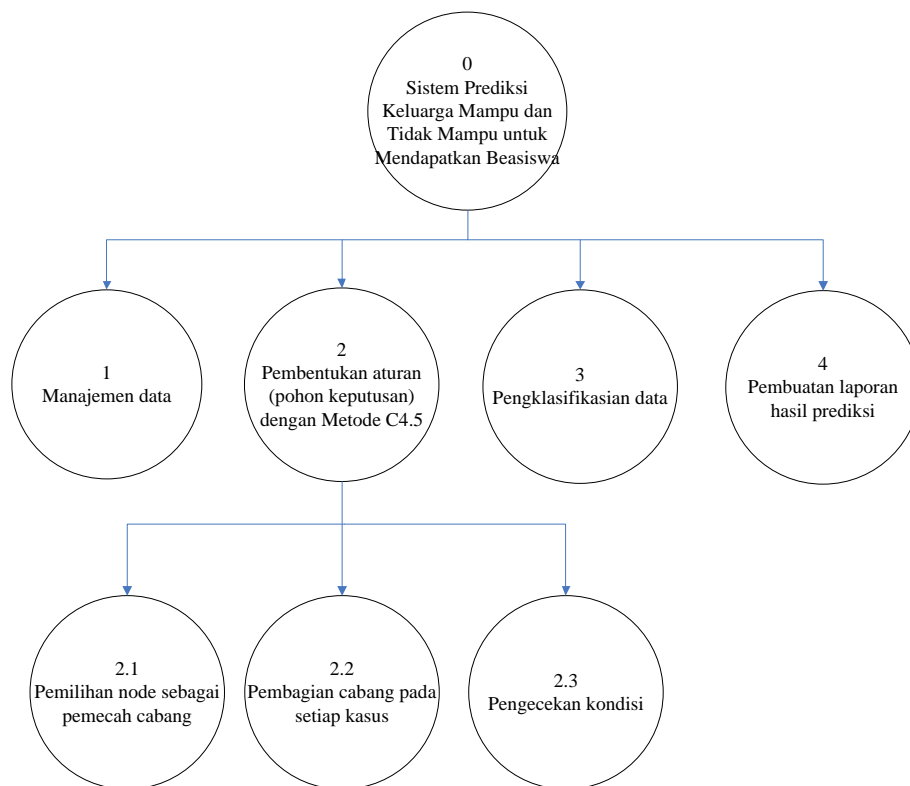 0
Sistem Prediksi
Keluarga Mampu dan
Tidak Mampu untuk
Mendapatkan Beasiswa
1
Manajemen data
2
Pembentukan aturan
(pohon keputusan)
dengan Metode C4.5
3
Pengklasifikasian data
4
Pembuatan laporan
hasil prediksi
2.1
Pemilihan node sebagai
pemecah cabang
2.2
Pembagian cabang pada
setiap kasus
2.3
Pengecekan kondisi